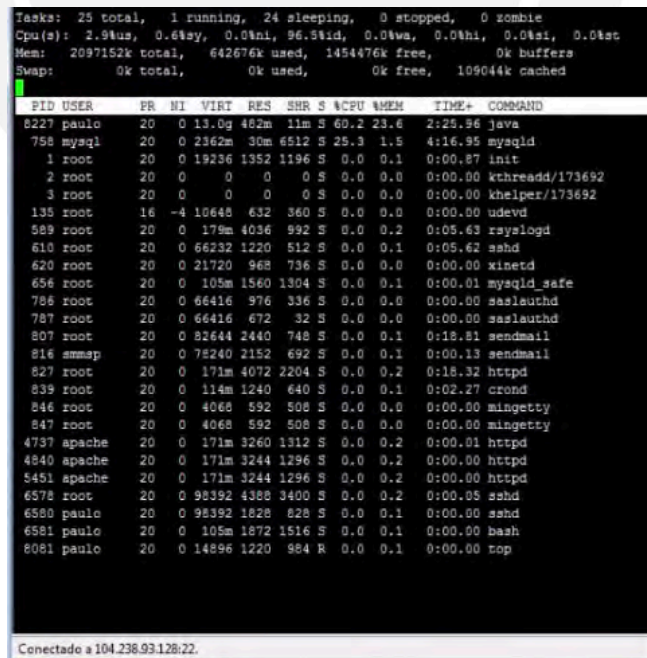 Tasks: 25 total, 1 running, 24 sleeping, 0 stopped, 0 zombie
Cpu(s): 2.9%us, 0.6%sy, 0.0%ni, 96.5%id, 0.0%wa, 0.0%hi, 0.0%si, 0.0%st
Mem: 2097152k total, 642676k used, 1454476k free, 0k buffers
Swap: 0k total, 0k used, 0k free, 109044k cached
PID USER PR NI VIRT RES SHR S %CPU %MEM TIME+ COMMAND
8227 paulo 20 0 13.0g 482m 11m S 60.2 23.6 2:25.96 java
758 mysql 20 0 2362m 30m 6512 S 25.3 1.5 4:16.95 mysqld
1 root 20 0 19236 1352 1196 S 0.0 0.1 0:00.87 init
2 root 20 0 0 0 0 S 0.0 0.0 0:00.00 kthreadd/173692
3 root 20 0 0 0 0 S 0.0 0.0 0:00.00 khelper/173692
135 root 16 -4 10648 632 360 S 0.0 0.0 0:00.00 udevd
589 root 20 0 179m 4036 992 S 0.0 0.2 0:05.63 rsyslogd
610 root 20 0 66232 1220 512 S 0.0 0.1 0:05.62 sshd
620 root 20 0 21720 968 736 S 0.0 0.0 0:00.00 xinetd
656 root 20 0 105m 1560 1304 S 0.0 0.1 0:00.01 mysqld_safe
786 root 20 0 66416 976 336 S 0.0 0.0 0:00.00 saslauthd
787 root 20 0 66416 672 32 S 0.0 0.0 0:00.00 saslauthd
807 root 20 0 82644 2440 748 S 0.0 0.1 0:18.81 sendmail
816 smmsp 20 0 78240 2152 692 S 0.0 0.1 0:00.13 sendmail
827 root 20 0 171m 4072 2204 S 0.0 0.2 0:18.32 httpd
839 root 20 0 114m 1240 640 S 0.0 0.1 0:02.27 crond
846 root 20 0 4068 592 508 S 0.0 0.0 0:00.00 mingetty
847 root 20 0 4068 592 508 S 0.0 0.0 0:00.00 mingetty
4737 apache 20 0 171m 3260 1312 S 0.0 0.2 0:00.01 httpd
4840 apache 20 0 171m 3244 1296 S 0.0 0.2 0:00.00 httpd
5451 apache 20 0 171m 3244 1296 S 0.0 0.2 0:00.00 httpd
6578 root 20 0 98392 4388 3400 S 0.0 0.2 0:00.05 sshd
6580 paulo 20 0 98392 1828 828 S 0.0 0.1 0:00.00 sshd
6581 paulo 20 0 105m 1872 1516 S 0.0 0.1 0:00.00 bash
8081 paulo 20 0 14896 1220 984 R 0.0 0.1 0:00.00 top
Conectado a 104.238.93.128:22.